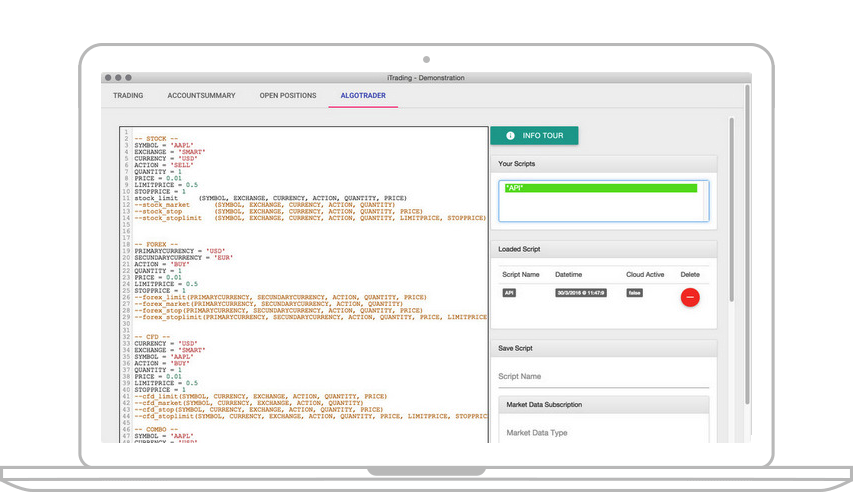 iTrading - Demonstration
TRADING ACCOUNTSUMMARY OPEN POSITIONS ALGOTRADER
1
2 -- STOCK --
3 SYMBOL = "AAPL"
4 EXCHANGE = "SMART"
5 CURRENCY = "USD"
6 ACTION = "SELL"
7 QUANTITY = 1
8 PRICE = 0.01
9 LIMITPRICE = 0.5
10 STOPPRICE = 1
11 stock_limit (SYMBOL, EXCHANGE, CURRENCY, ACTION, QUANTITY, PRICE)
12 --stock_market (SYMBOL, EXCHANGE, CURRENCY, ACTION, QUANTITY)
13 --stock_stop (SYMBOL, EXCHANGE, CURRENCY, ACTION, QUANTITY, PRICE)
14 --stock_stoplimit (SYMBOL, EXCHANGE, CURRENCY, ACTION, QUANTITY, LIMITPRICE, STOPPRICE)
15
16
17
18 -- FOREX --
19 PRIMARYCURRENCY = "USD"
20 SECUNDARYCURRENCY = "EUR"
21 ACTION = "BUY"
22 QUANTITY = 1
23 PRICE = 0.01
24 LIMITPRICE = 0.5
25 STOPPRICE = 1
26 --forex_limit(PRIMARYCURRENCY, SECUNDARYCURRENCY, ACTION, QUANTITY, PRICE)
27 --forex_market(PRIMARYCURRENCY, SECUNDARYCURRENCY, ACTION, QUANTITY)
28 --forex_stop(PRIMARYCURRENCY, SECUNDARYCURRENCY, ACTION, QUANTITY, PRICE)
29 --forex_stoplimit(PRIMARYCURRENCY, SECUNDARYCURRENCY, ACTION, QUANTITY, PRICE, LIMITPRICE
30
31
32 -- CFD --
33 CURRENCY = "USD"
34 EXCHANGE = "SMART"
35 SYMBOL = "AAPL"
36 ACTION = "BUY"
37 QUANTITY = 1
38 PRICE = 0.01
39 LIMITPRICE = 0.5
40 STOPPRICE = 1
41 --cfd_limit(SYMBOL, CURRENCY, EXCHANGE, ACTION, QUANTITY, PRICE)
42 --cfd_market(SYMBOL, CURRENCY, EXCHANGE, ACTION, QUANTITY)
43 --cfd_stop(SYMBOL, CURRENCY, EXCHANGE, ACTION, QUANTITY, PRICE)
44 --cfd_stoplimit(SYMBOL, CURRENCY, EXCHANGE, ACTION, QUANTITY, PRICE, LIMITPRICE, STOPPRIC
45
46 -- COMBO --
47 SYMBOL = "AAPL"
48 CURRENCY = "USD"
INFO TOUR
Your Scripts
"API"
Loaded Script
Script Name Datetime Cloud Active Delete
API 30/3/2016 @ 11:47:9 false
Save Script
Script Name
Market Data Subscription
Market Data Type